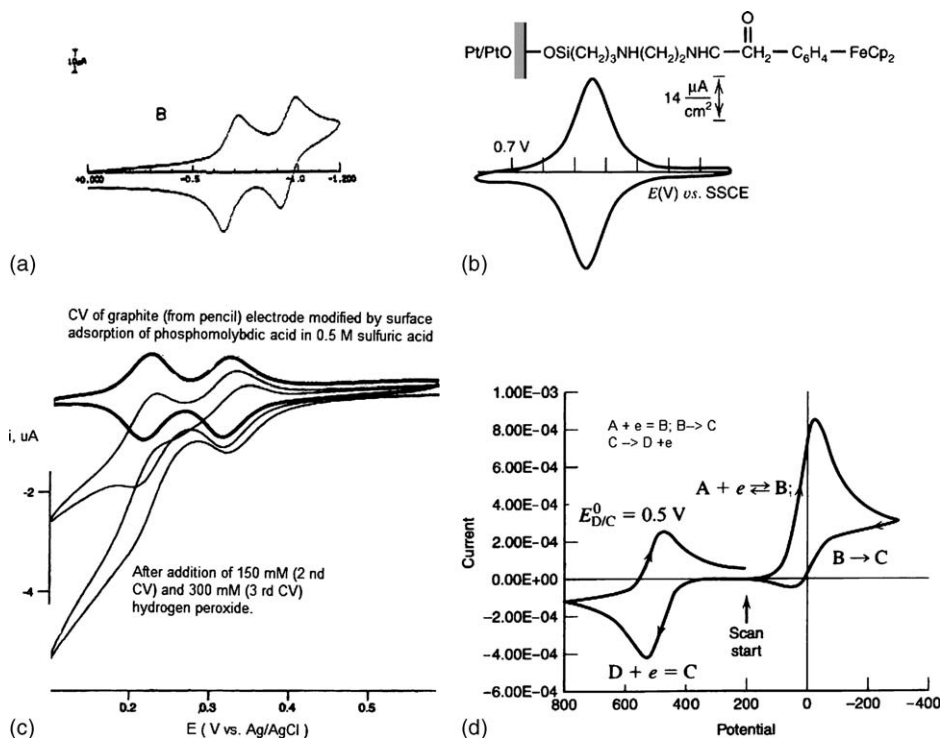 10µA
B
+0.000 -0.5 -1.0 -1.200
(a)
O
Pt/PtO OSi(CH2)3NH(CH2)2NHC CH2 C6H4 FeCp2
14 µA/cm²
0.7 V
E(V) vs. SSCE
(b)
CV of graphite (from pencil) electrode modified by surface
adsorption of phosphomolybdic acid in 0.5 M sulfuric acid
i, uA
-2
-4
After addition of 150 mM (2 nd
CV) and 300 mM (3 rd CV)
hydrogen peroxide.
0.2 0.3 0.4 0.5
E ( V vs. Ag/AgCl )
(c)
1.00E-03
8.00E-04
6.00E-04
4.00E-04
2.00E-04
0.00E+00
-2.00E-04
-4.00E-04
-6.00E-04
Current
A + e = B; B--> C
C --> D +e
A + e ⇄ B;
E⁰D/C = 0.5 V
B → C
Scan
start
D + e = C
800 600 400 200 0 -200 -400
Potential
(d)